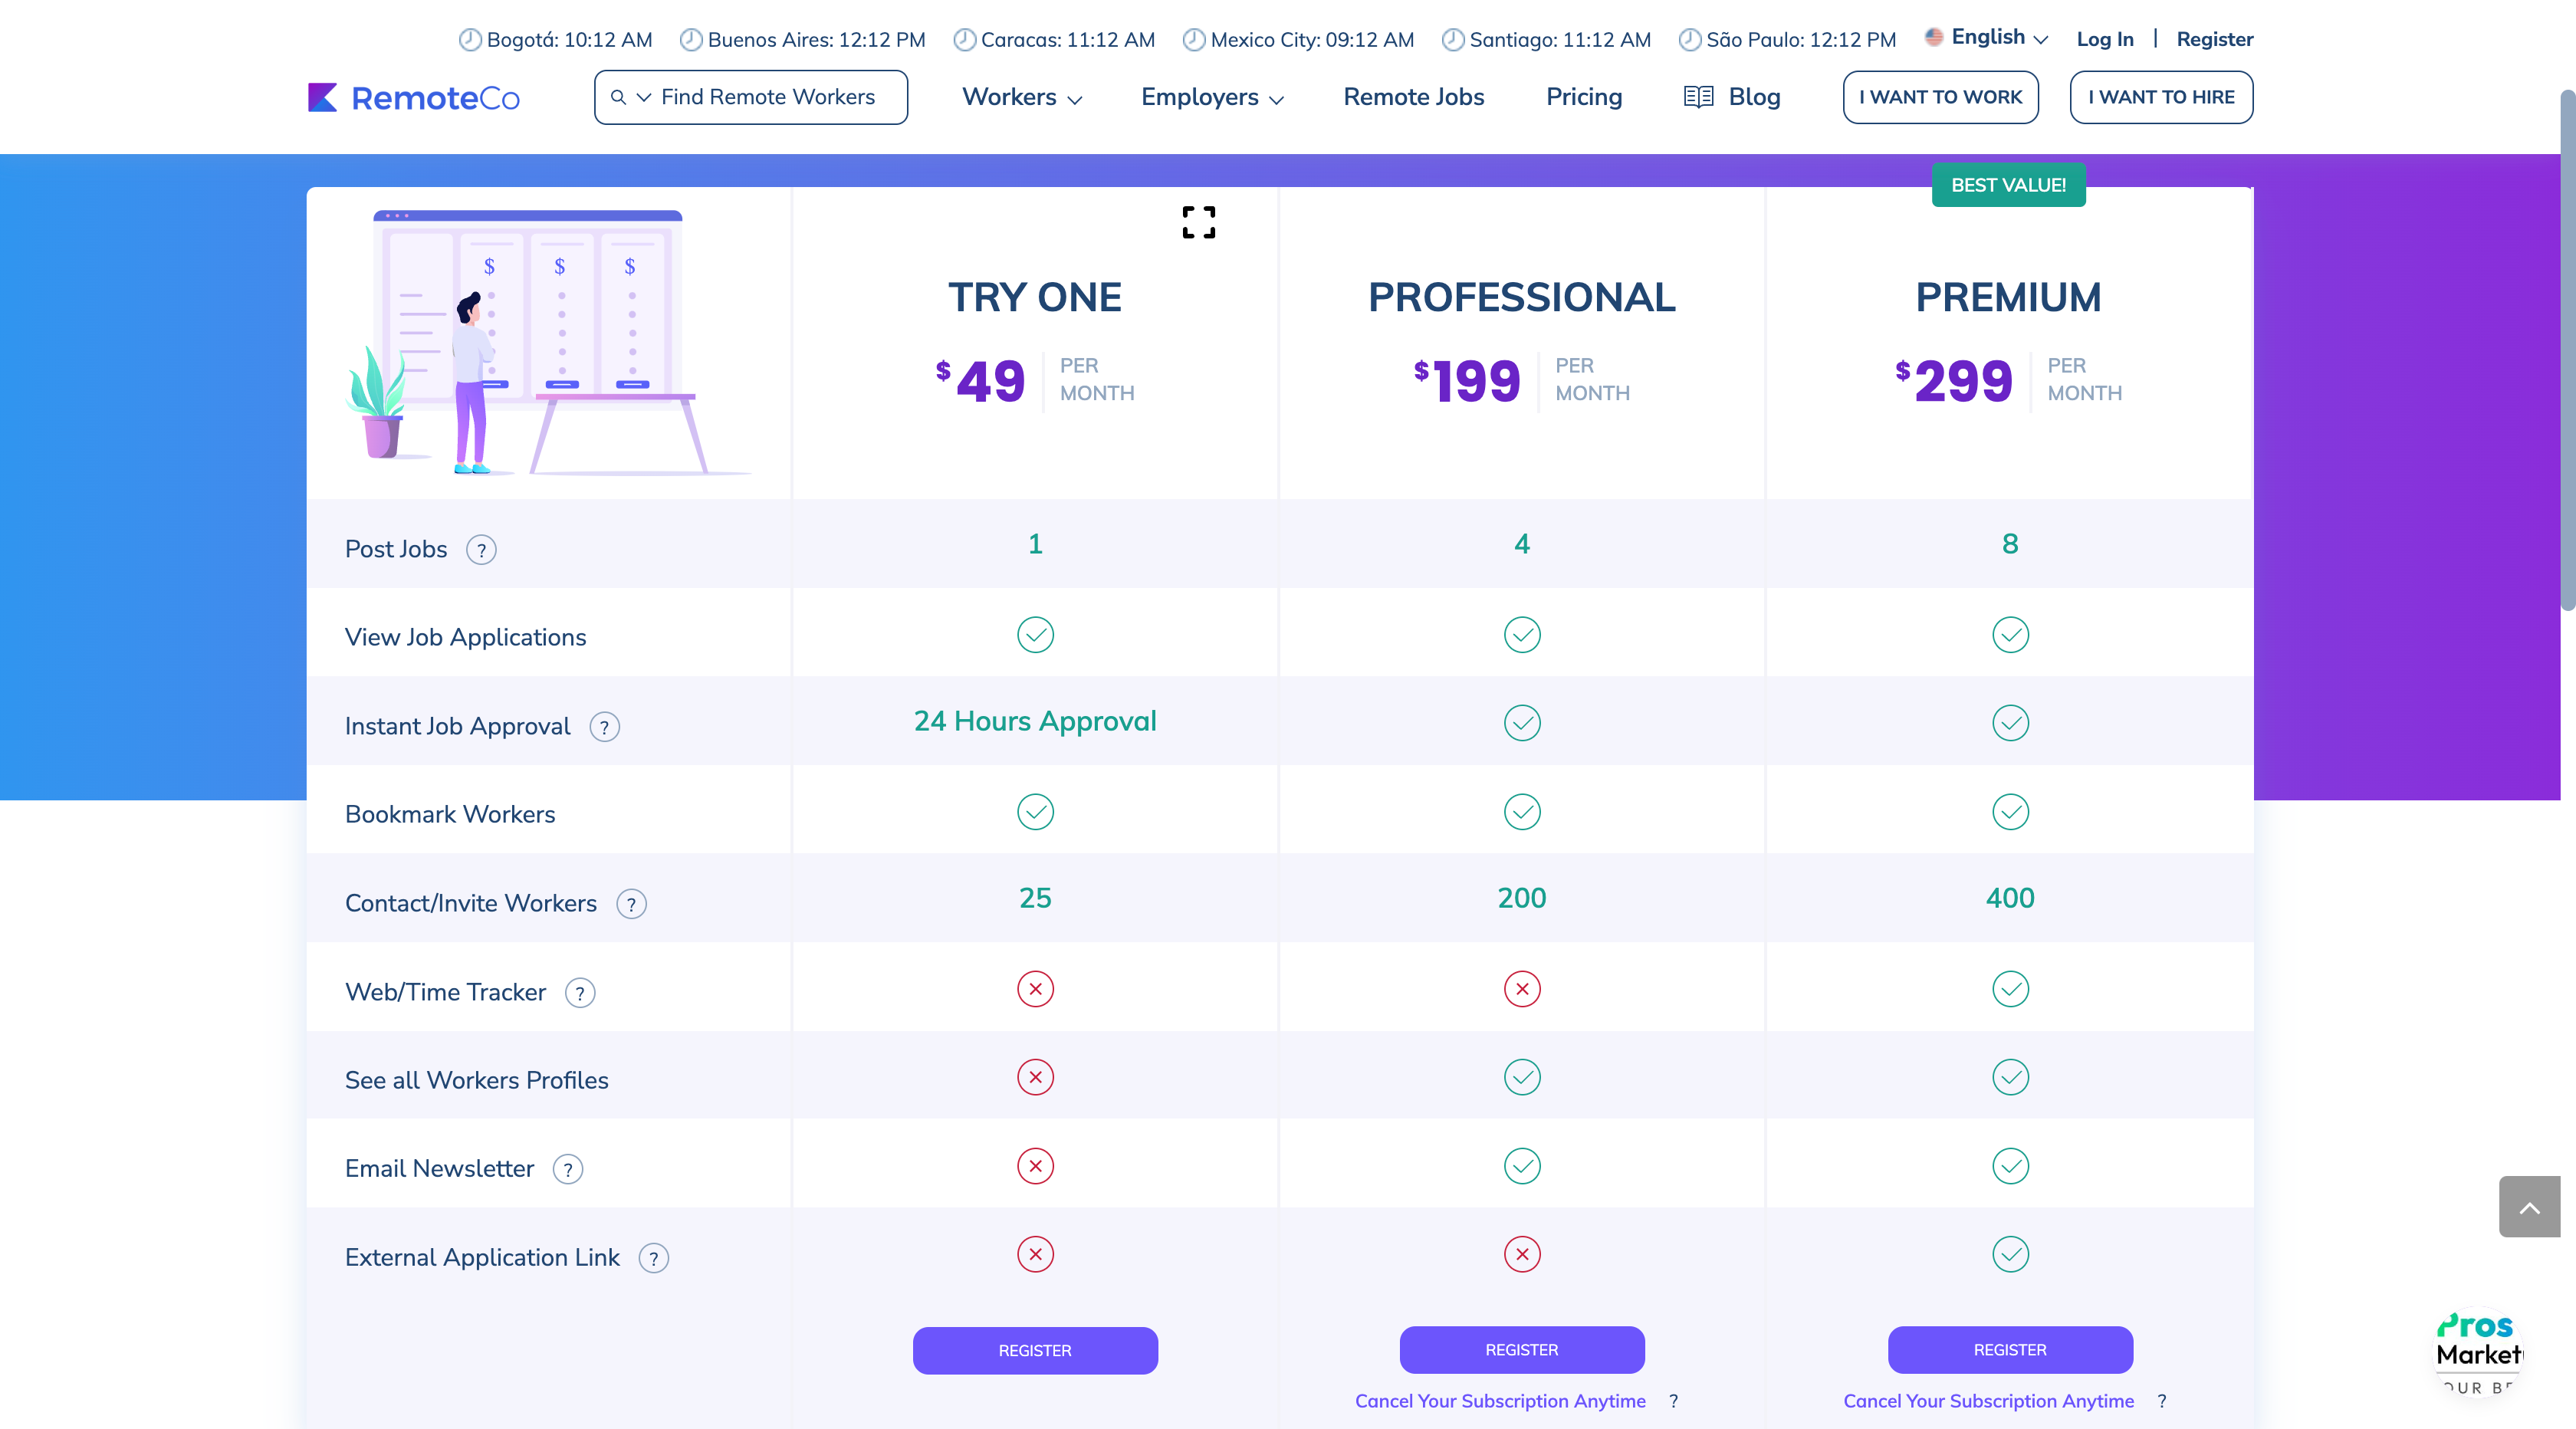 Bogotá: 10:12 AM Buenos Aires: 12:12 PM Caracas: 11:12 AM Mexico City: 09:12 AM Santiago: 11:12 AM São Paulo: 12:12 PM English Log In | Register
RemoteCo Find Remote Workers Workers Employers Remote Jobs Pricing Blog I WANT TO WORK I WANT TO HIRE
BEST VALUE!
$ $ $
TRY ONE PROFESSIONAL PREMIUM
$49 PER MONTH $199 PER MONTH $299 PER MONTH
Post Jobs ? 1 4 8
View Job Applications
Instant Job Approval ? 24 Hours Approval
Bookmark Workers
Contact/Invite Workers ? 25 200 400
Web/Time Tracker ?
See all Workers Profiles
Email Newsletter ?
External Application Link ?
REGISTER REGISTER REGISTER
Cancel Your Subscription Anytime ? Cancel Your Subscription Anytime ?
Pros
Market
OUR BE